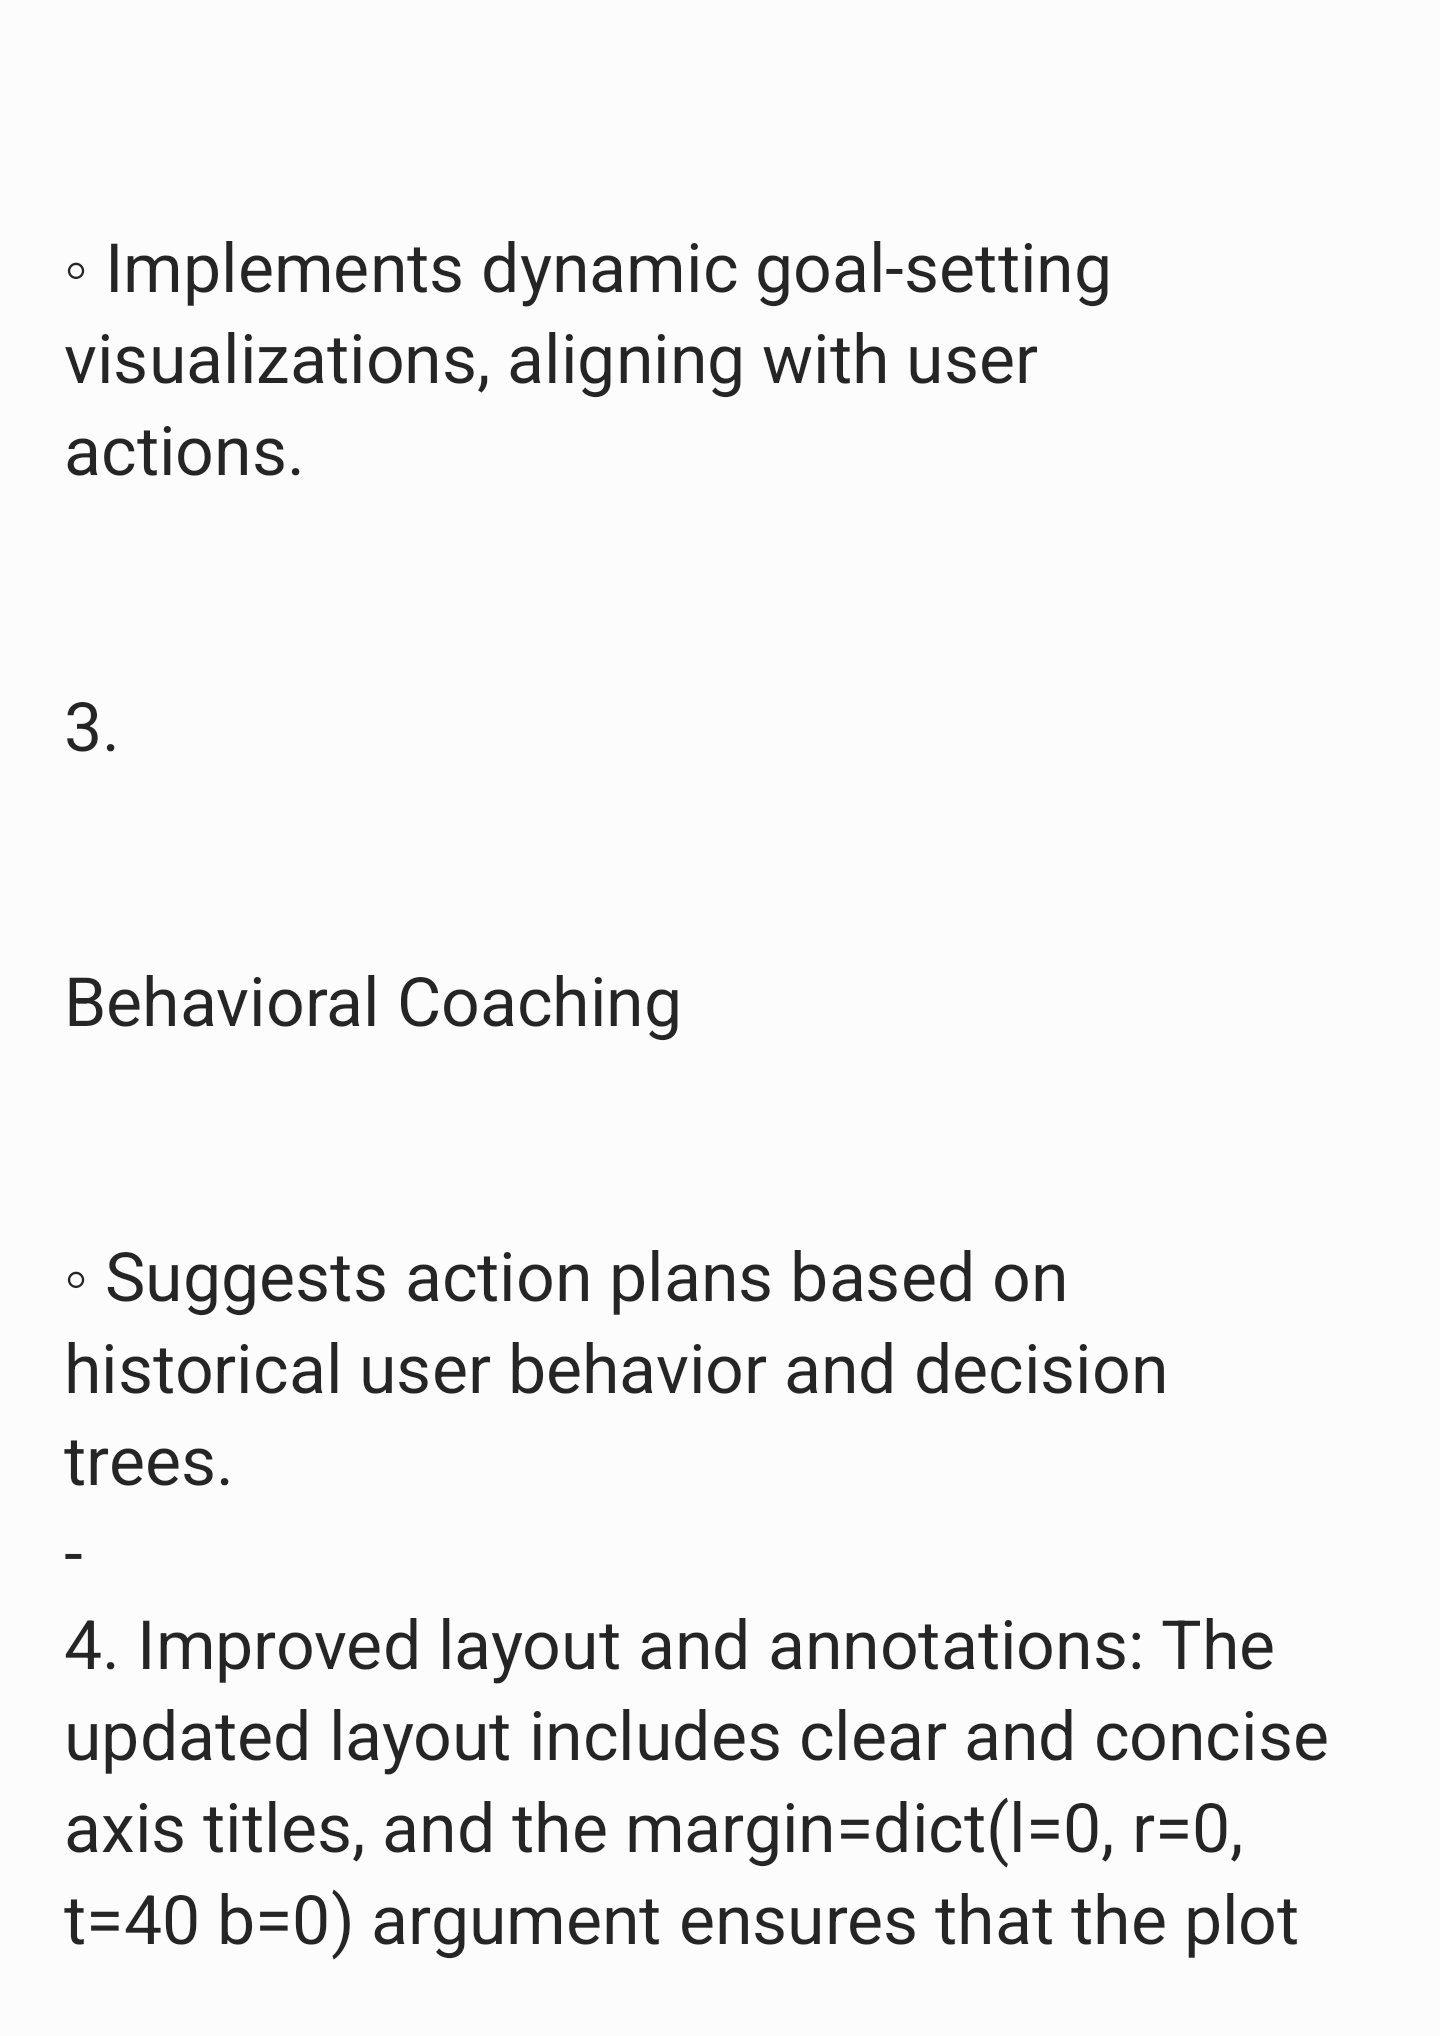 ◦ Implements dynamic goal-setting
visualizations, aligning with user
actions.
3.
Behavioral Coaching
◦ Suggests action plans based on
historical user behavior and decision
trees.
-
4. Improved layout and annotations: The
updated layout includes clear and concise
axis titles, and the margin=dict(l=0, r=0,
t=40 b=0) argument ensures that the plot